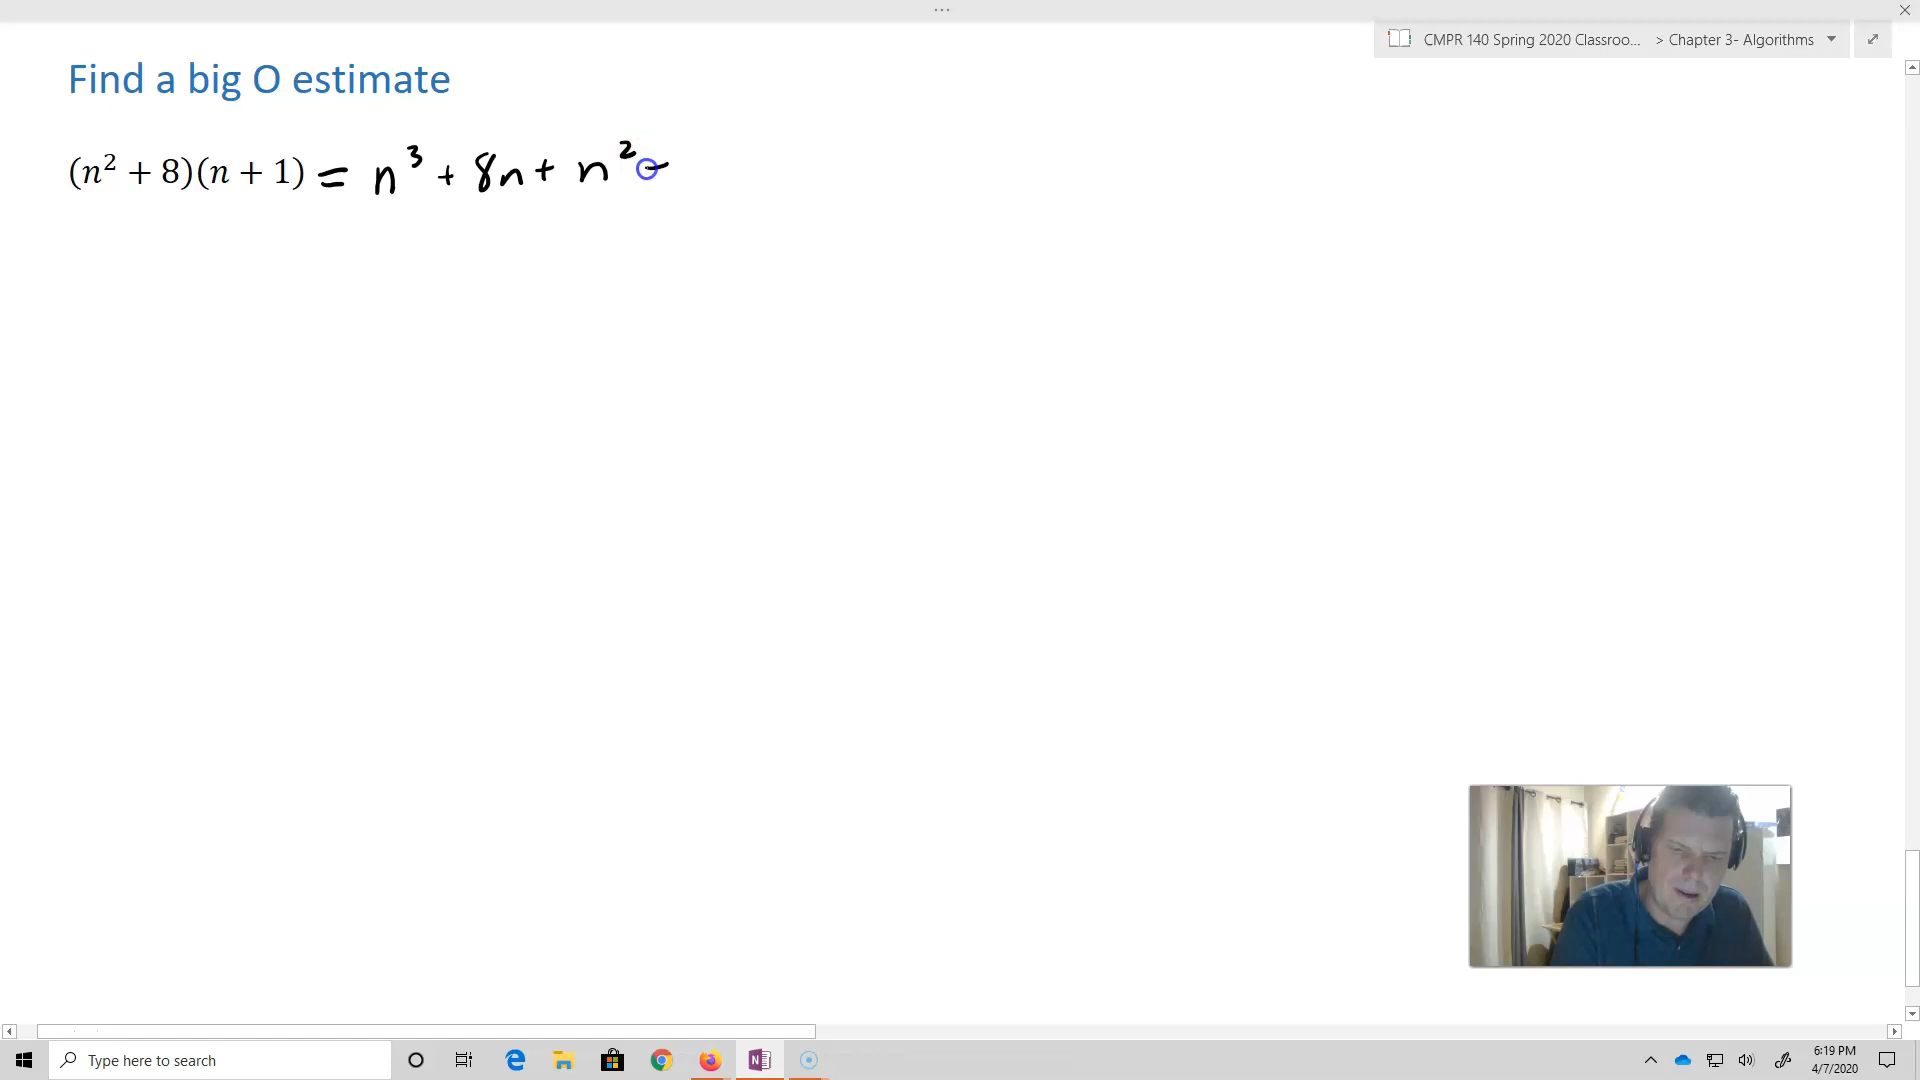 CMPR 140 Spring 2020 Classroo... > Chapter 3- Algorithms
Find a big O estimate
(n² + 8)(n + 1) = n³ + 8n + n² -
Type here to search
6:19 PM
4/7/2020